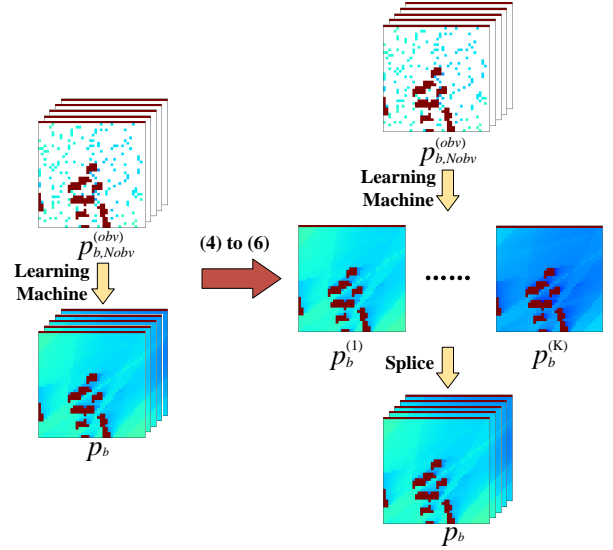 p_{b,Nobv}^{(obv)}
Learning
Machine
p_b
(4) to (6)
p_{b,Nobv}^{(obv)}
Learning
Machine
p_b^{(1)}
......
p_b^{(K)}
Splice
p_b